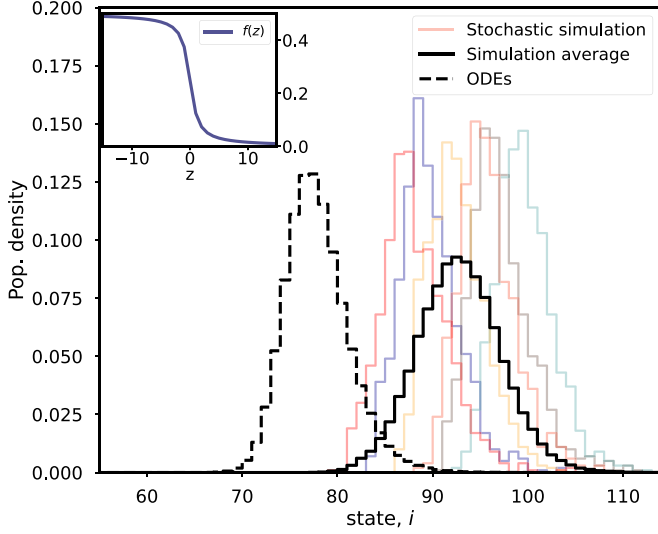 0.200
0.175
0.150
0.125
0.100
0.075
0.050
0.025
0.000
Pop. density
60 70 80 90 100 110
state, i
f(z)
0.4
0.2
0.0
−10 0 10
z
Stochastic simulation
Simulation average
ODEs